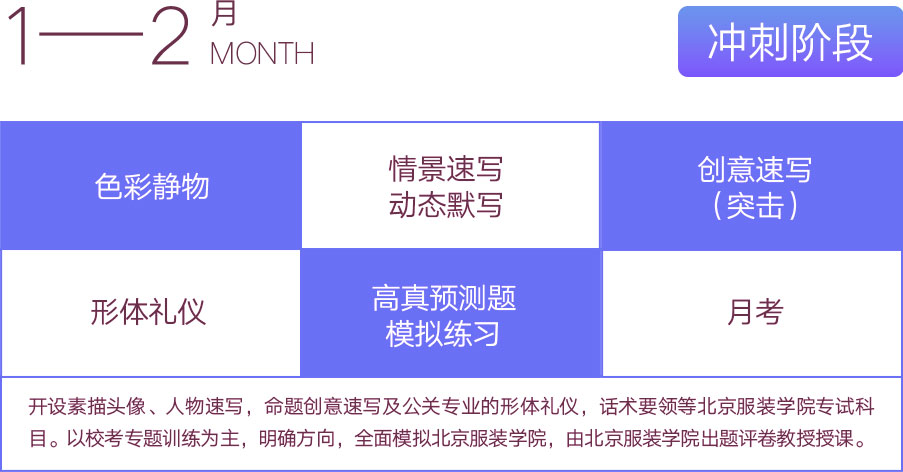 1—2 月
MONTH
冲刺阶段
色彩静物
情景速写
动态默写
创意速写
（突击）
形体礼仪
高真预测题
模拟练习
月考
开设素描头像、人物速写，命题创意速写及公关专业的形体礼仪，话术要领等北京服装学院专试科
目。以校考专题训练为主，明确方向，全面模拟北京服装学院，由北京服装学院出题评卷教授授课。